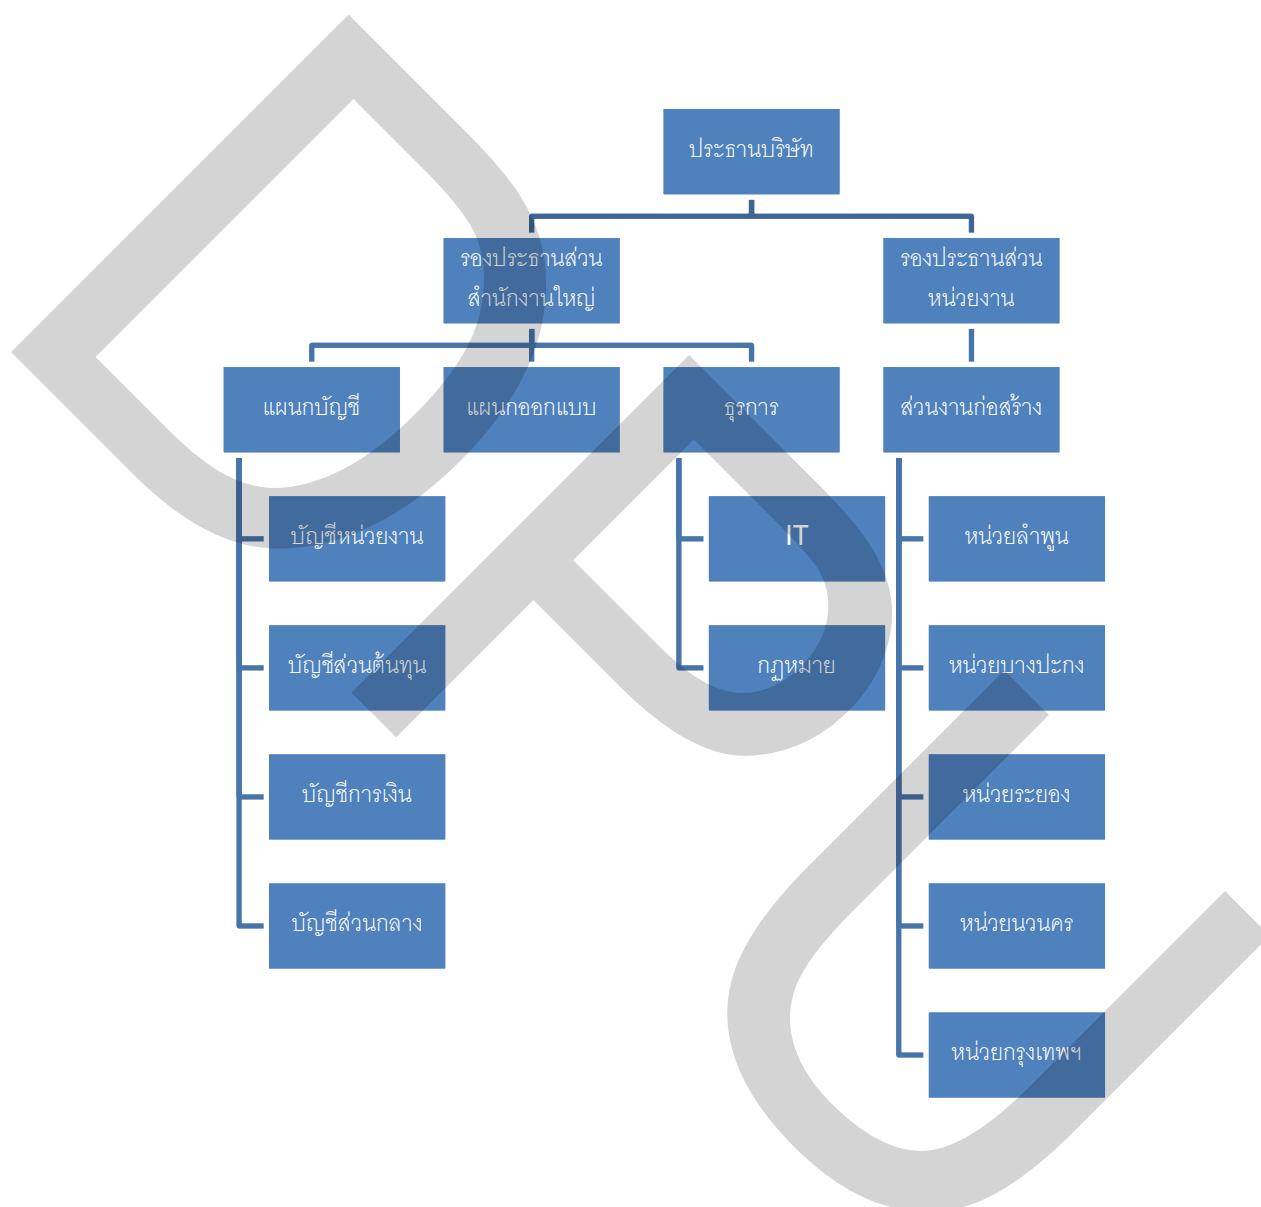 ประธานบริษัท
รองประธานส่วน
สำนักงานใหญ่
รองประธานส่วน
หน่วยงาน
แผนกบัญชี
แผนกออกแบบ
ธุรการ
ส่วนงานก่อสร้าง
บัญชีหน่วยงาน
IT
หน่วยลำพูน
บัญชีส่วนต้นทุน
กฏหมาย
หน่วยบางปะกง
บัญชีการเงิน
หน่วยระยอง
บัญชีส่วนกลาง
หน่วยนวนคร
หน่วยกรุงเทพฯ
DPU